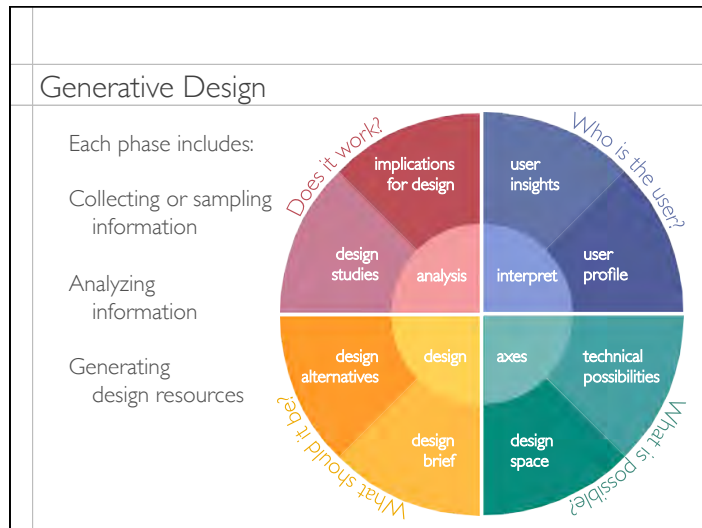 Generative Design
Each phase includes:
Collecting or sampling
information
Analyzing
information
Generating
design resources
Does it work?
implications
for design
design
studies
analysis
Who is the user?
user
insights
user
profile
interpret
What is possible?
axes
technical
possibilities
design
space
What should it be?
design
design
alternatives
design
brief